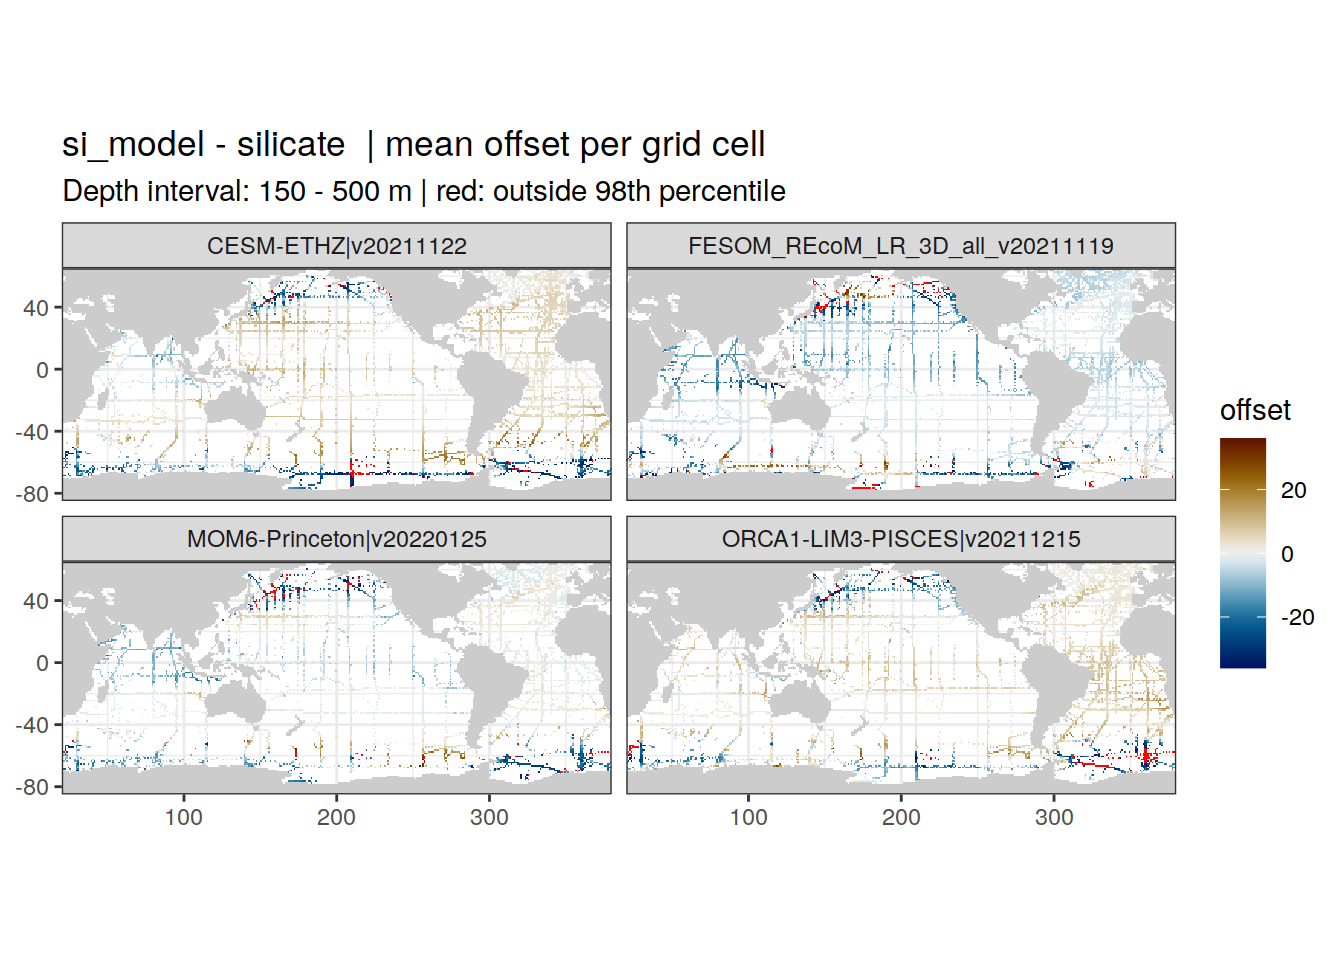 si_model - silicate  | mean offset per grid cell
Depth interval: 150 - 500 m | red: outside 98th percentile
CESM-ETHZ|v20211122
FESOM_REcoM_LR_3D_all_v20211119
40
0
-40
-80
MOM6-Princeton|v20220125
ORCA1-LIM3-PISCES|v20211215
40
0
-40
-80
100
200
300
100
200
300
offset
20
0
-20